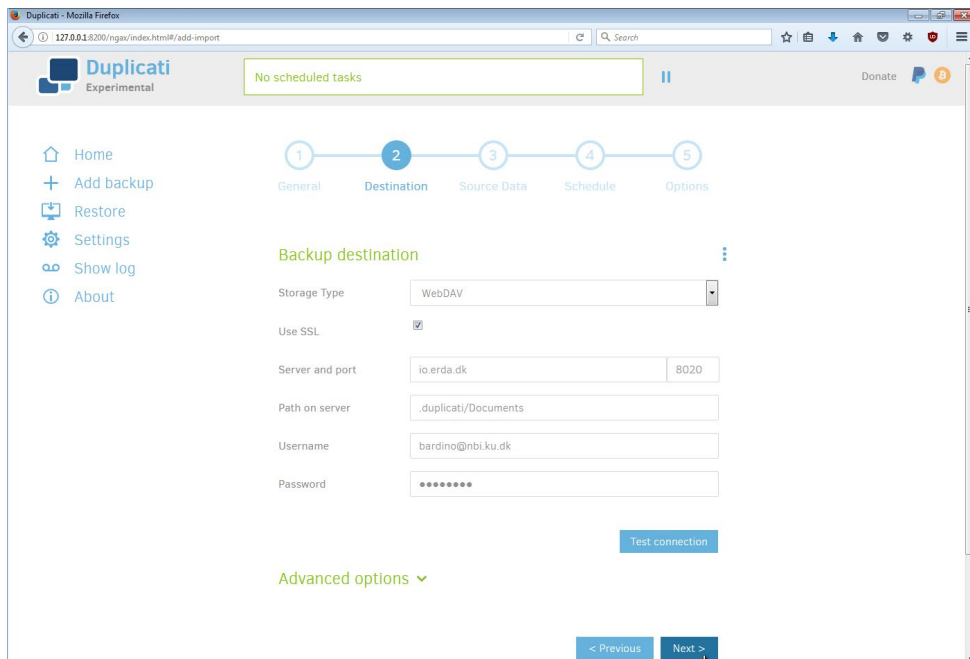 Duplicati - Mozilla Firefox
127.0.0.1:8200/ngax/index.html#/add-import
Search
Duplicati
Experimental
No scheduled tasks
Donate
Home
Add backup
Restore
Settings
Show log
About
1 2 3 4 5
General Destination Source Data Schedule Options
Backup destination
Storage Type WebDAV
Use SSL
Server and port io.erda.dk 8020
Path on server .duplicati/Documents
Username bardino@nbi.ku.dk
Password ●●●●●●●●
Test connection
Advanced options
< Previous Next >